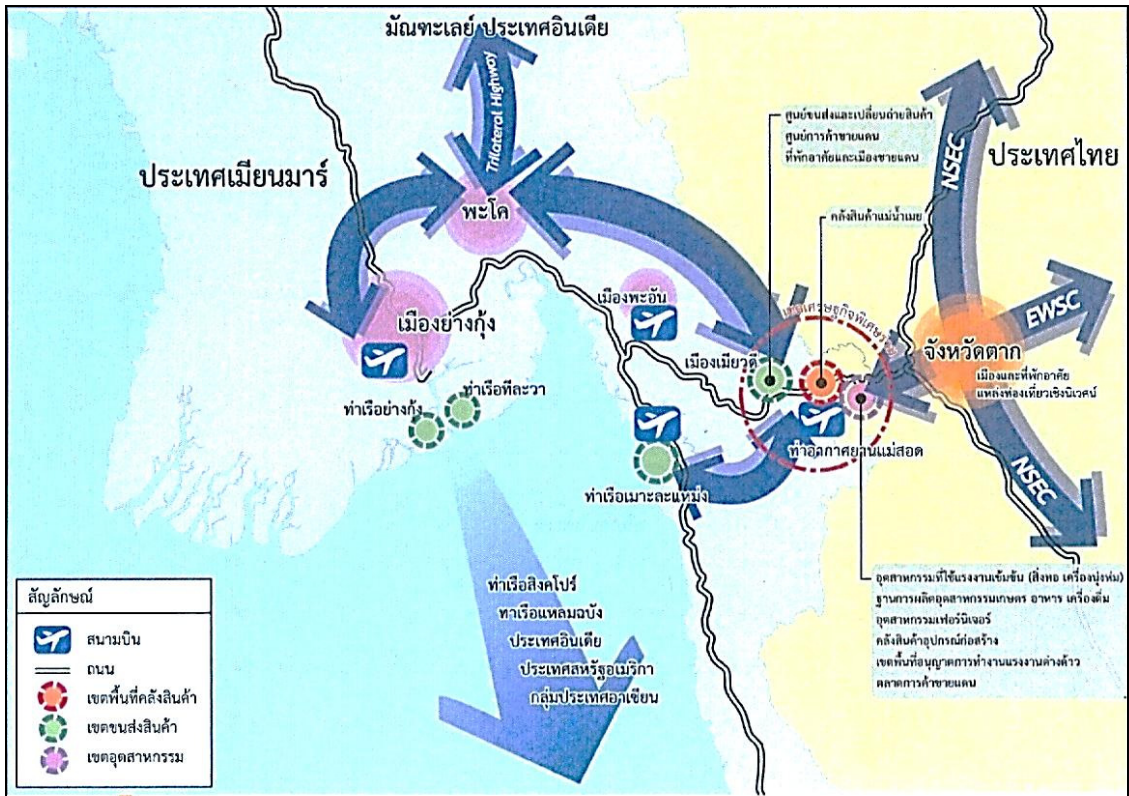 มัณฑะเลย์ ประเทศอินเดีย
Trilateral Highway
ประเทศเมียนมาร์
พะโค
ศูนย์ขนส่งและเปลี่ยนถ่ายสินค้า
ศูนย์การค้าชายแดน
ที่พักอาศัยและเมืองชายแดน
NSEC
ประเทศไทย
คลังสินค้าแม่น้ำเมย
เมืองพะอัน
เมืองย่างกุ้ง
EWSC
จังหวัดตาก
เมืองและที่พักอาศัย
แหล่งท่องเที่ยวเชิงนิเวศน์
เมืองเมียวดี
ท่าเรือทีละวา
ท่าเรือย่างกุ้ง
ท่าอากาศยานแม่สอด
ท่าเรือเมาะละแหม่ง
NSEC
ท่าเรือสิงคโปร์
ทาเรือแหลมฉบัง
ประเทศอินเดีย
ประเทศสหรัฐอเมริกา
กลุ่มประเทศอาเซียน
อุตสาหกรรมที่ใช้แรงงานเข้มข้น (สิ่งทอ เครื่องนุ่งห่ม)
ฐานการผลิตอุตสาหกรรมเกษตร อาหาร เครื่องดื่ม
อุตสาหกรรมเฟอร์นิเจอร์
คลังสินค้าอุปกรณ์ก่อสร้าง
เขตพื้นที่อนุญาตการทำงานแรงงานต่างด้าว
ตลาดการค้าชายแดน
สัญลักษณ์
สนามบิน
ถนน
เขตพื้นที่คลังสินค้า
เขตขนส่งสินค้า
เขตอุตสาหกรรม